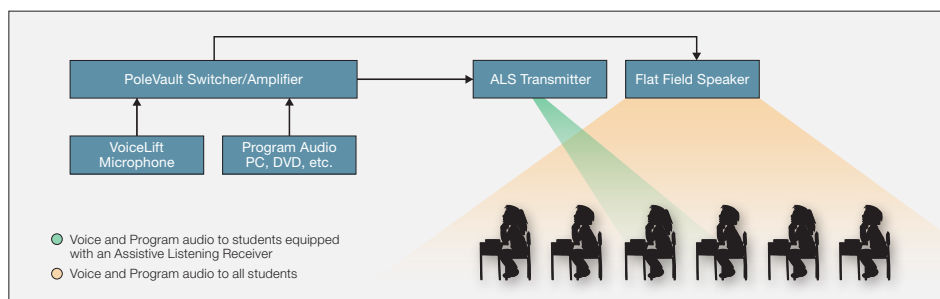 PoleVault Switcher/Amplifier
ALS Transmitter
Flat Field Speaker
VoiceLift
Microphone
Program Audio
PC, DVD, etc.
Voice and Program audio to students equipped
with an Assistive Listening Receiver
Voice and Program audio to all students